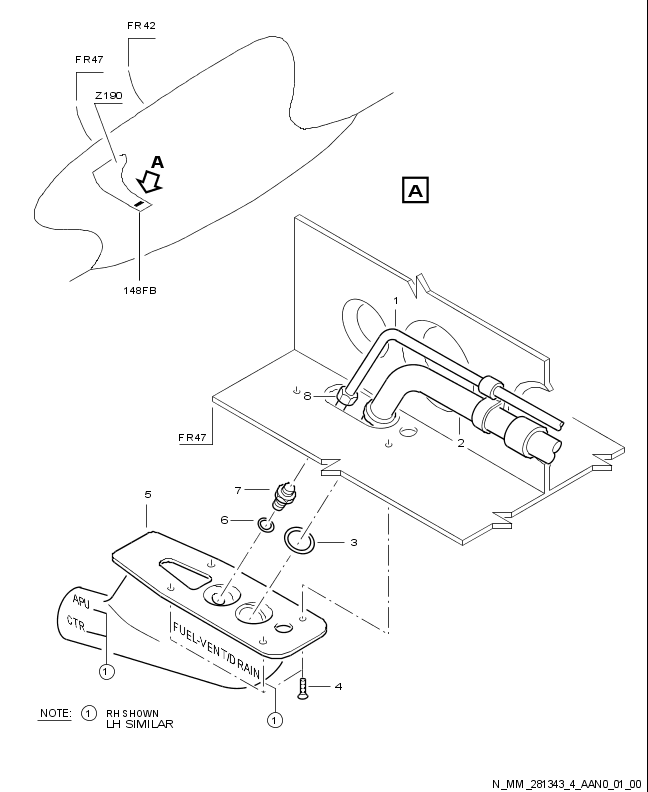 FR42
FR47
Z190
A
A
148FB
1
8
2
FR47
7
5
6
3
APU
CTR
FUEL-VENT/DRAIN
1
4
1
NOTE: 1 RH SHOWN
LH SIMILAR
N_MM_281343_4_AAN0_01_00